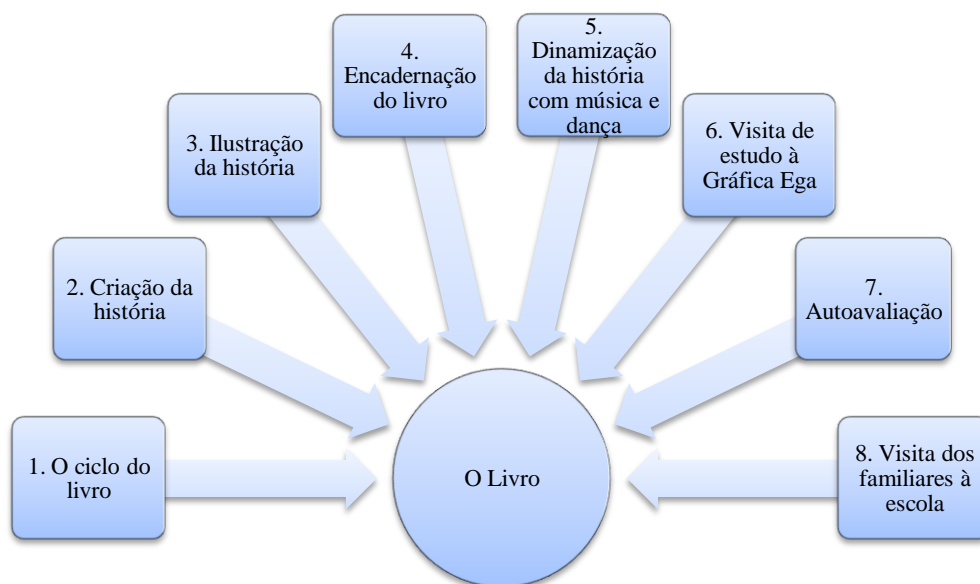 1. O ciclo do
livro
2. Criação da
história
3. Ilustração
da história
4.
Encadernação
do livro
5.
Dinamização
da história
com música e
dança
6. Visita de
estudo à
Gráfica Ega
7.
Autoavaliação
8. Visita dos
familiares à
escola
O Livro